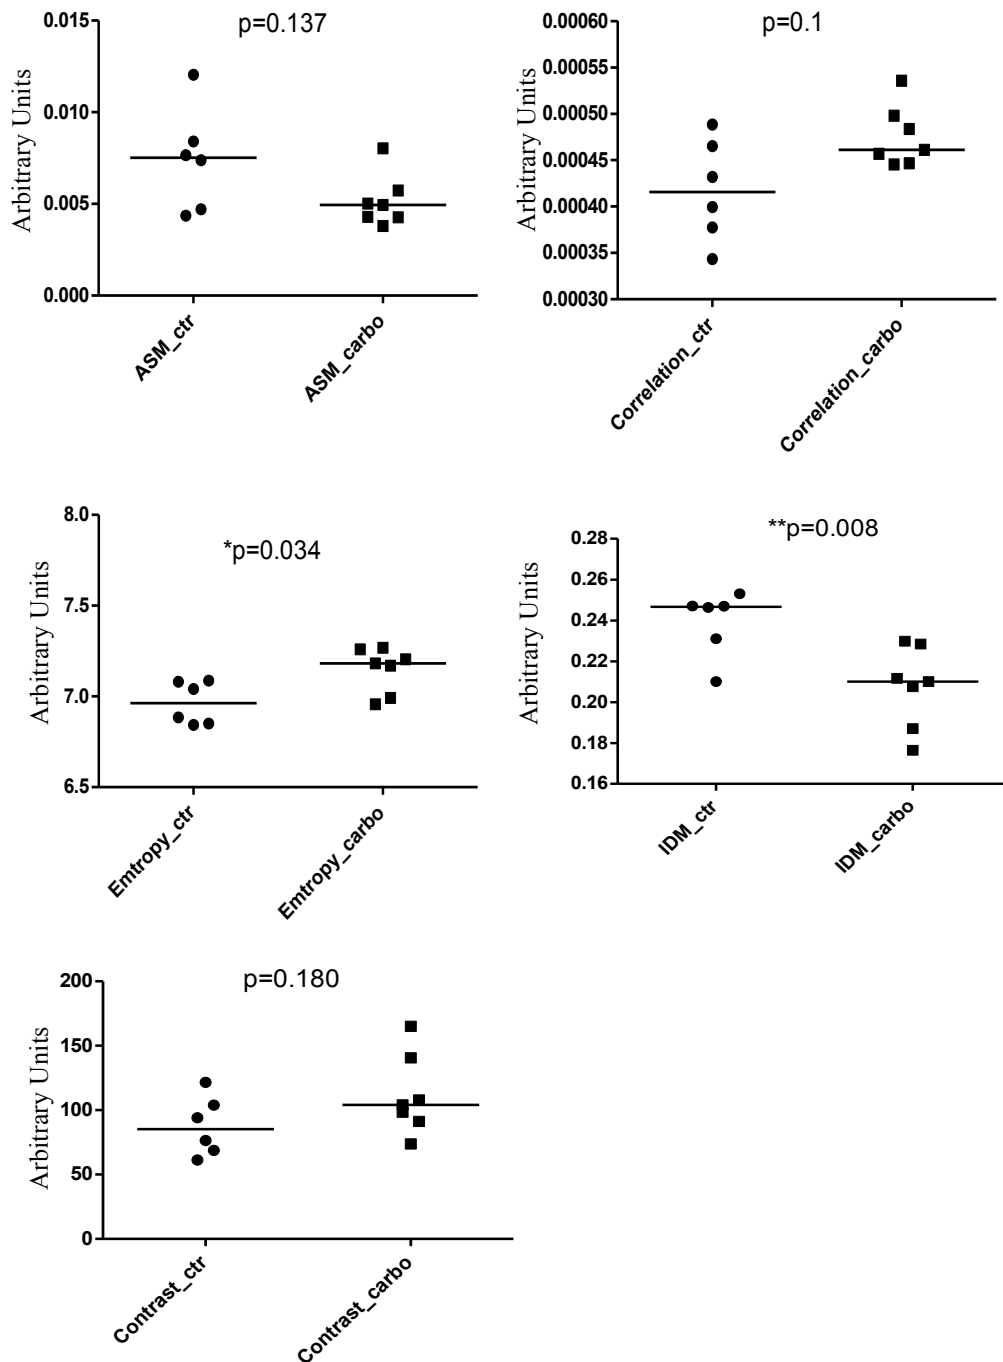 p=0.137
Arbitrary Units
0.015
0.010
0.005
0.000
ASM_ctr
ASM_carbo
p=0.1
Arbitrary Units
0.00060
0.00055
0.00050
0.00045
0.00040
0.00035
0.00030
Correlation_ctr
Correlation_carbo
*p=0.034
Arbitrary Units
8.0
7.5
7.0
6.5
Emtropy_ctr
Emtropy_carbo
**p=0.008
Arbitrary Units
0.28
0.26
0.24
0.22
0.20
0.18
0.16
IDM_ctr
IDM_carbo
p=0.180
Arbitrary Units
200
150
100
50
0
Contrast_ctr
Contrast_carbo